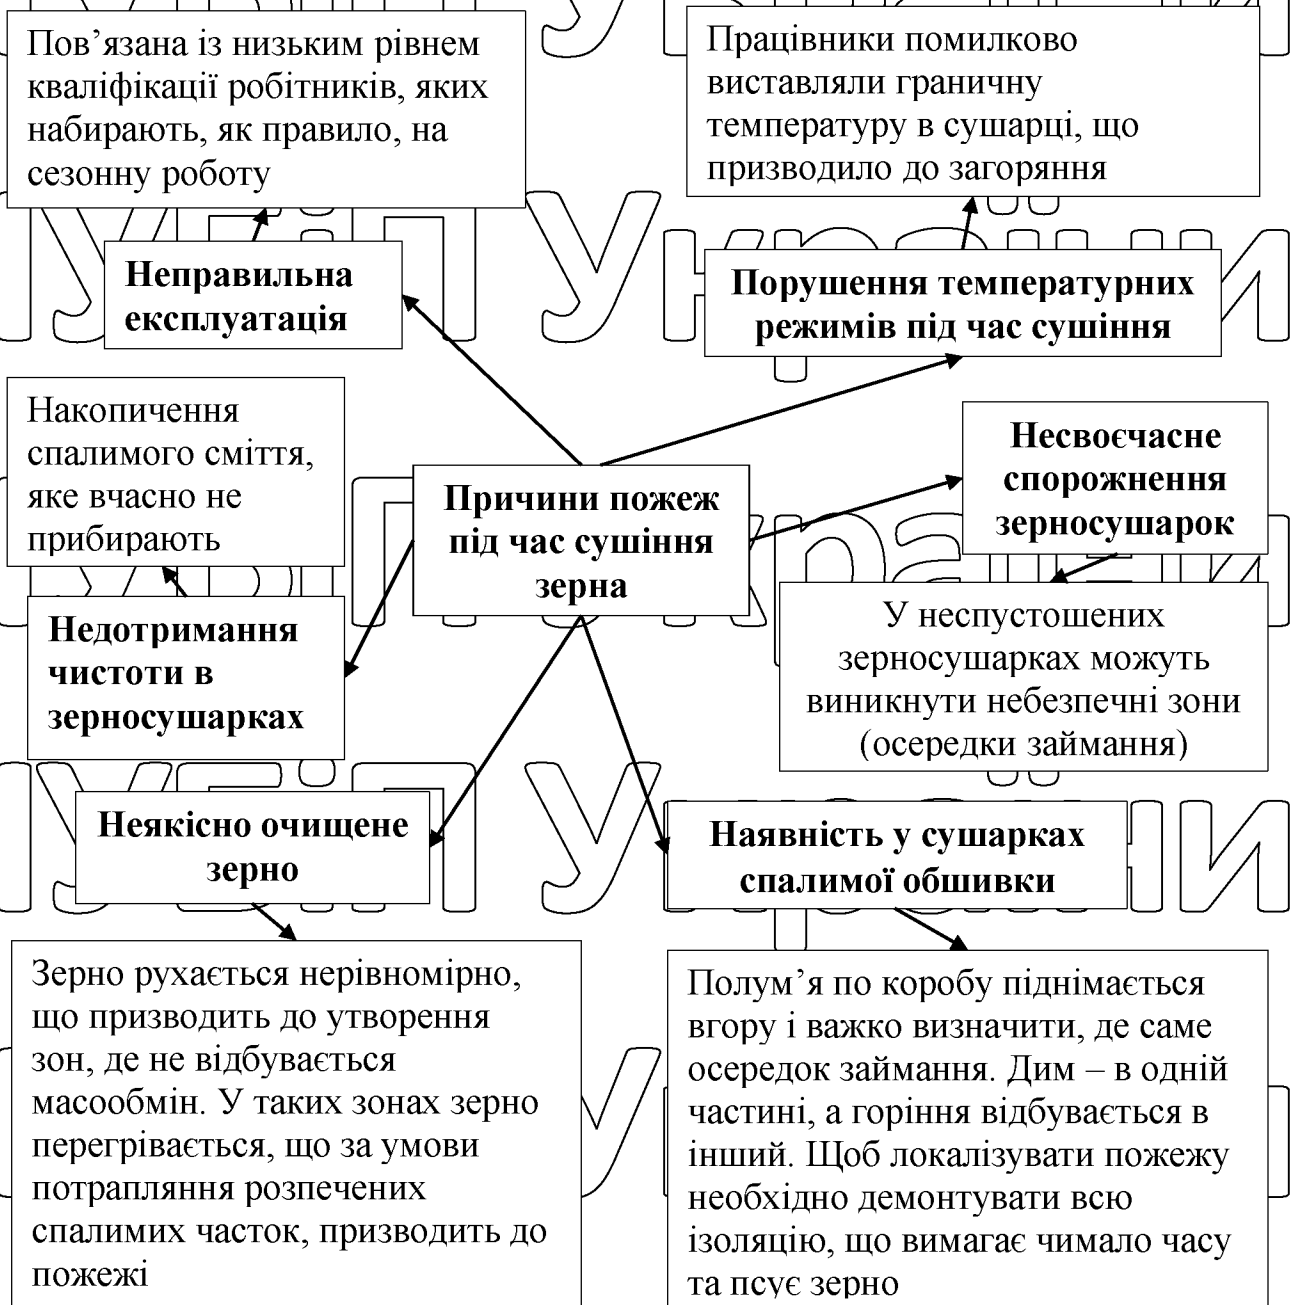 Пов’язана із низьким рівнем
кваліфікації робітників, яких
набирають, як правило, на
сезонну роботу
Працівники помилково
виставляли граничну
температуру в сушарці, що
призводило до загоряння
Неправильна
експлуатація
Порушення температурних
режимів під час сушіння
Накопичення
спалимого сміття,
яке вчасно не
прибирають
Причини пожеж
під час сушіння
зерна
Несвоєчасне
спорожнення
зерносушарок
Недотримання
чистоти в
зерносушарках
У неспустошених
зерносушарках можуть
виникнути небезпечні зони
(осередки займання)
Неякісно очищене
зерно
Наявність у сушарках
спалимої обшивки
Зерно рухається нерівномірно,
що призводить до утворення
зон, де не відбувається
масообмін. У таких зонах зерно
перегрівається, що за умови
потрапляння розпечених
спалимих часток, призводить до
пожежі
Полум’я по коробу піднімається
вгору і важко визначити, де саме
осередок займання. Дим – в одній
частині, а горіння відбувається в
інший. Щоб локалізувати пожежу
необхідно демонтувати всю
ізоляцію, що вимагає чимало часу
та псує зерно